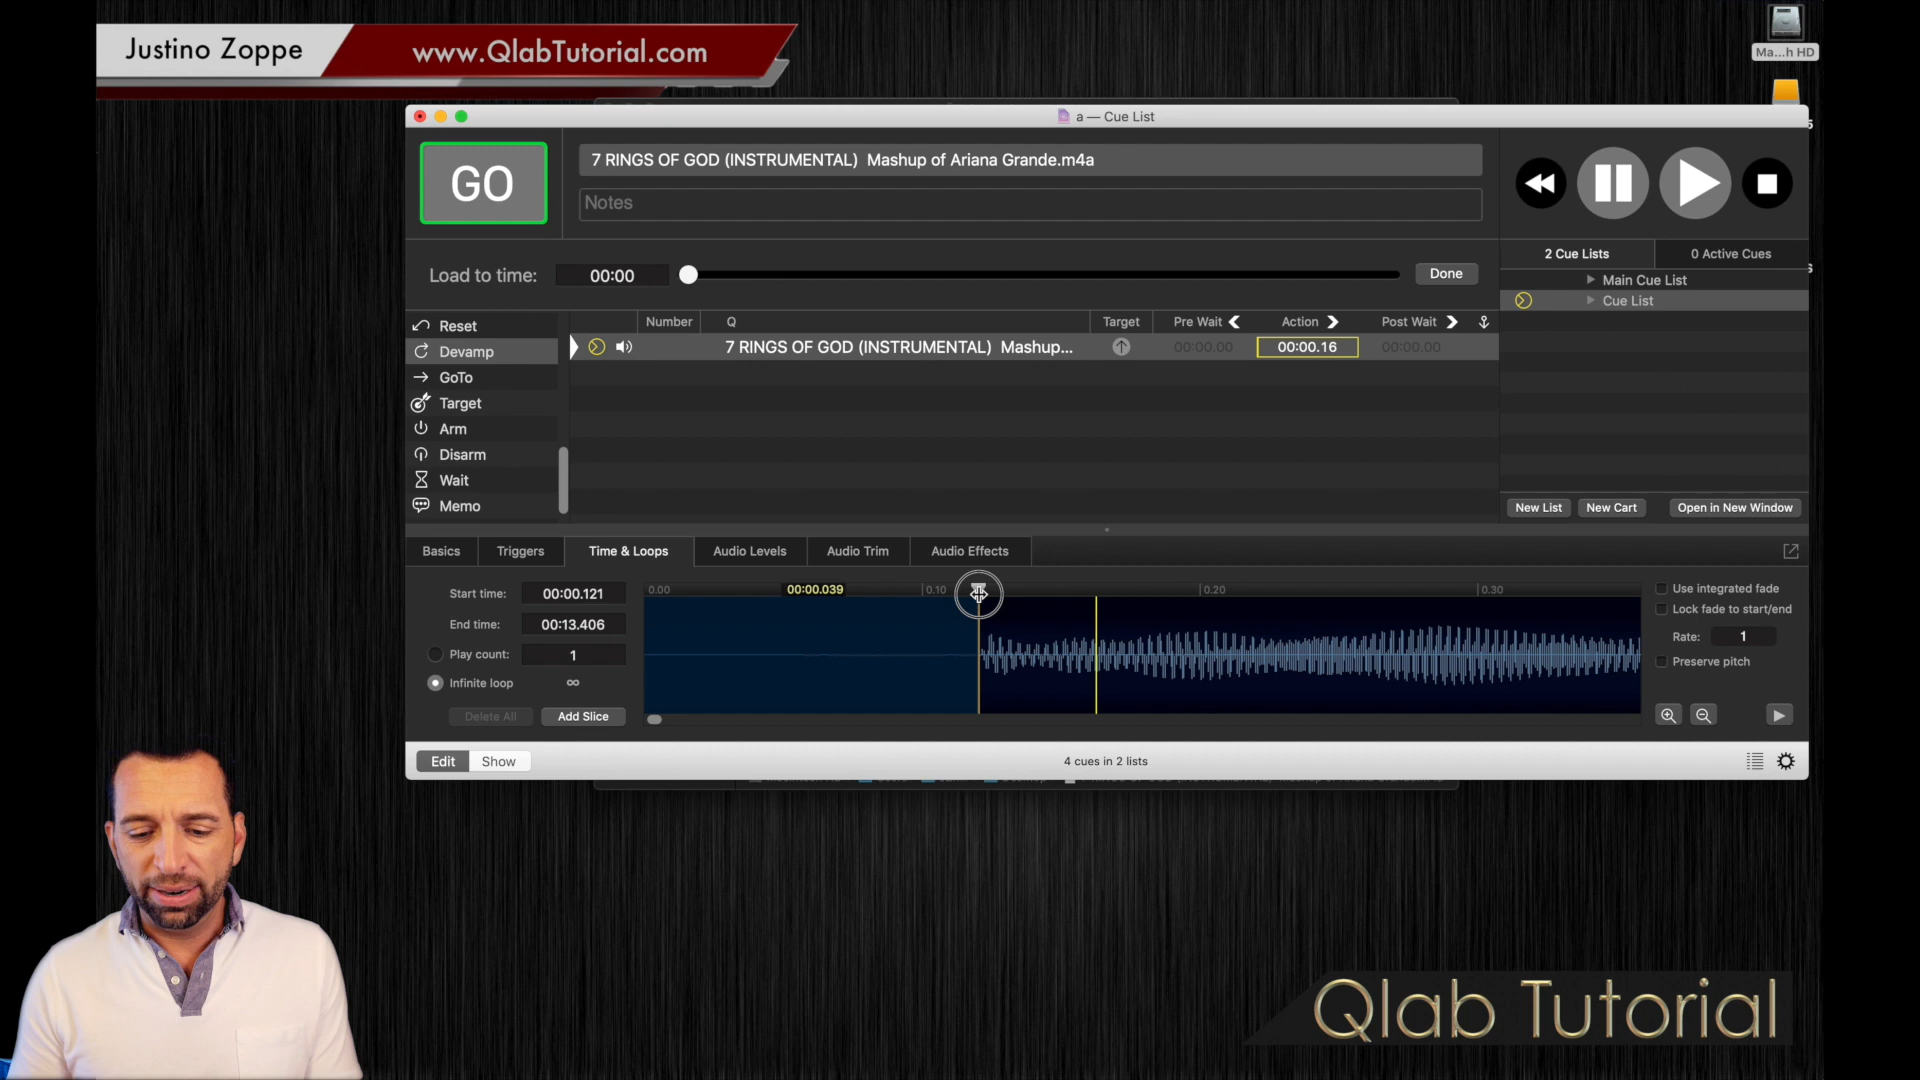 Justino Zoppe
www.QlabTutorial.com
Ma...h HD
a — Cue List
GO
7 RINGS OF GOD (INSTRUMENTAL)  Mashup of Ariana Grande.m4a
Notes
2 Cue Lists
0 Active Cues
Load to time:
00:00
Done
Main Cue List
Cue List
Number
Q
Target
Pre Wait
Action
Post Wait
7 RINGS OF GOD (INSTRUMENTAL)  Mashup...
00:00.00
00:00.16
00:00.00
Reset
Devamp
GoTo
Target
Arm
Disarm
Wait
Memo
New List
New Cart
Open in New Window
Basics
Triggers
Time & Loops
Audio Levels
Audio Trim
Audio Effects
Start time:
00:00.121
End time:
00:13.406
Play count:
1
Infinite loop
∞
Delete All
Add Slice
0.00
00:00.039
0.10
0.20
0.30
Use integrated fade
Lock fade to start/end
Rate:
1
Preserve pitch
Edit
Show
4 cues in 2 lists
Qlab Tutorial